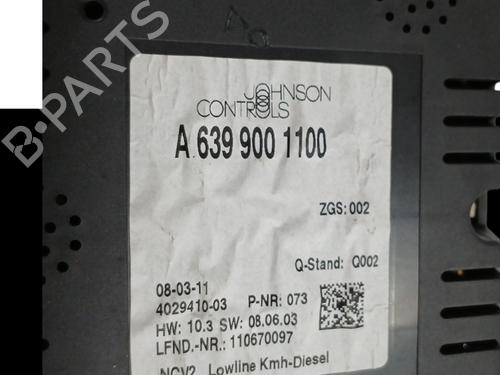 JOHNSON
CONTROLS
A 639 900 1100
ZGS: 002
Q-Stand: Q002
08-03-11
4029410-03 P-NR: 073
HW: 10.3 SW: 08.06.03
LFND.-NR.: 110670097
NCV2 Lowline Kmh-Diesel
B-PARTS